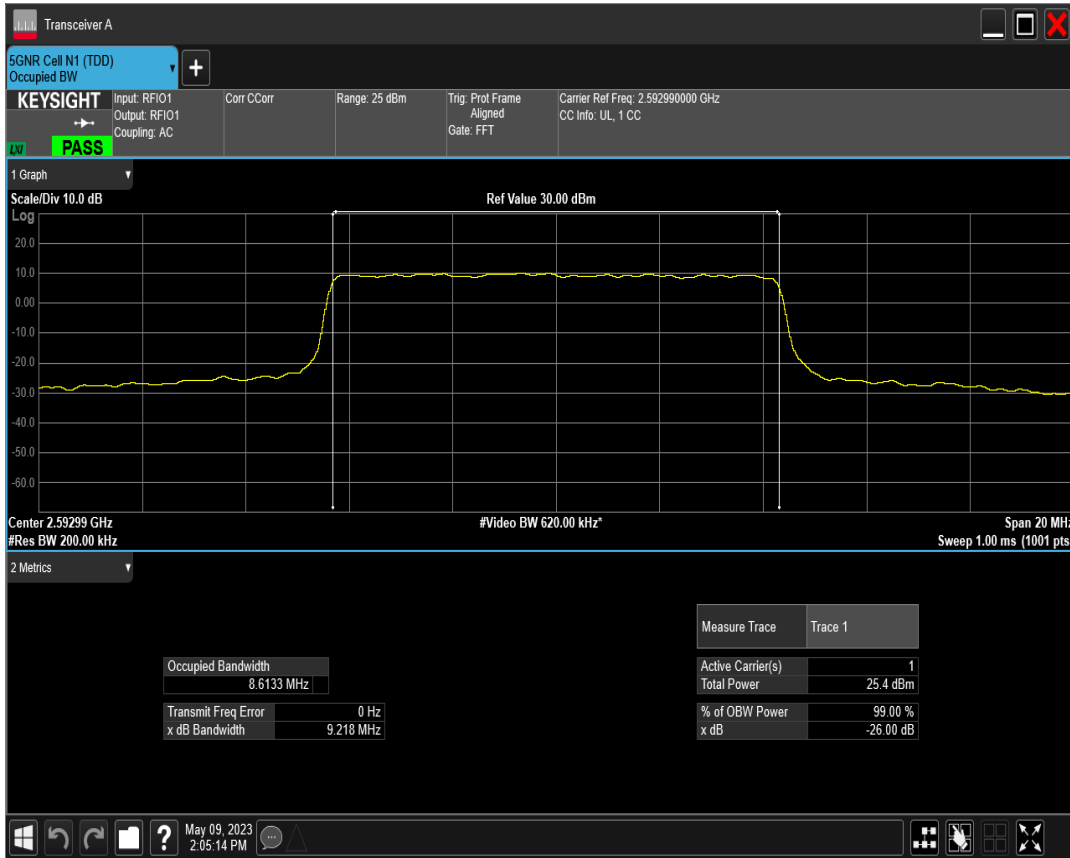 Transceiver A
5GNR Cell N1 (TDD)
Occupied BW
+
KEYSIGHT
LXI
PASS
Input: RFIO1
Output: RFIO1
Coupling: AC
Corr CCorr
Range: 25 dBm
Trig: Prot Frame
Aligned
Gate: FFT
Carrier Ref Freq: 2.592990000 GHz
CC Info: UL, 1 CC
1 Graph
Scale/Div 10.0 dB
Ref Value 30.00 dBm
Log
20.0
10.0
0.00
-10.0
-20.0
-30.0
-40.0
-50.0
-60.0
Center 2.59299 GHz
#Video BW 620.00 kHz*
Span 20 MHz
#Res BW 200.00 kHz
Sweep 1.00 ms (1001 pts
2 Metrics
Measure Trace Trace 1
Occupied Bandwidth
8.6133 MHz
Active Carrier(s) 1
Total Power 25.4 dBm
Transmit Freq Error 0 Hz
x dB Bandwidth 9.218 MHz
% of OBW Power 99.00 %
x dB -26.00 dB
?
May 09, 2023
2:05:14 PM